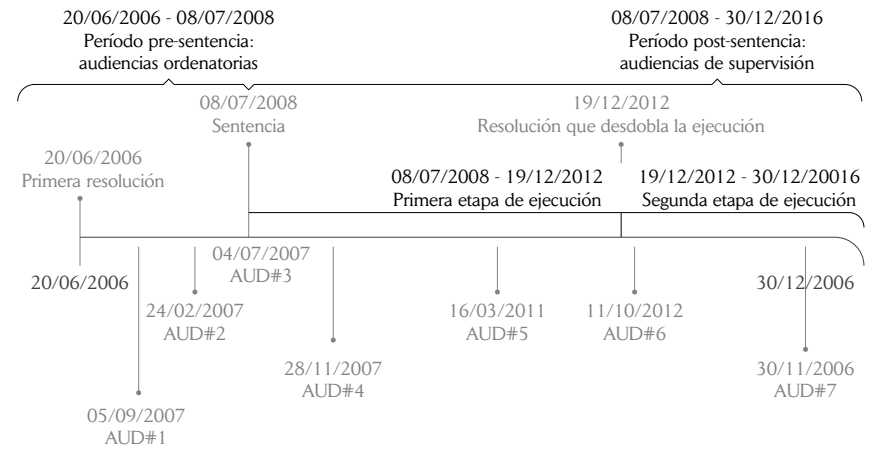 20/06/2006 - 08/07/2008
Período pre-sentencia:
audiencias ordenatorias
08/07/2008 - 30/12/2016
Período post-sentencia:
audiencias de supervisión
08/07/2008
Sentencia
19/12/2012
Resolución que desdobla la ejecución
20/06/2006
Primera resolución
08/07/2008 - 19/12/2012
Primera etapa de ejecución
19/12/2012 - 30/12/20016
Segunda etapa de ejecución
20/06/2006
04/07/2007
AUD#3
30/12/2006
24/02/2007
AUD#2
16/03/2011
AUD#5
11/10/2012
AUD#6
28/11/2007
AUD#4
30/11/2006
AUD#7
05/09/2007
AUD#1